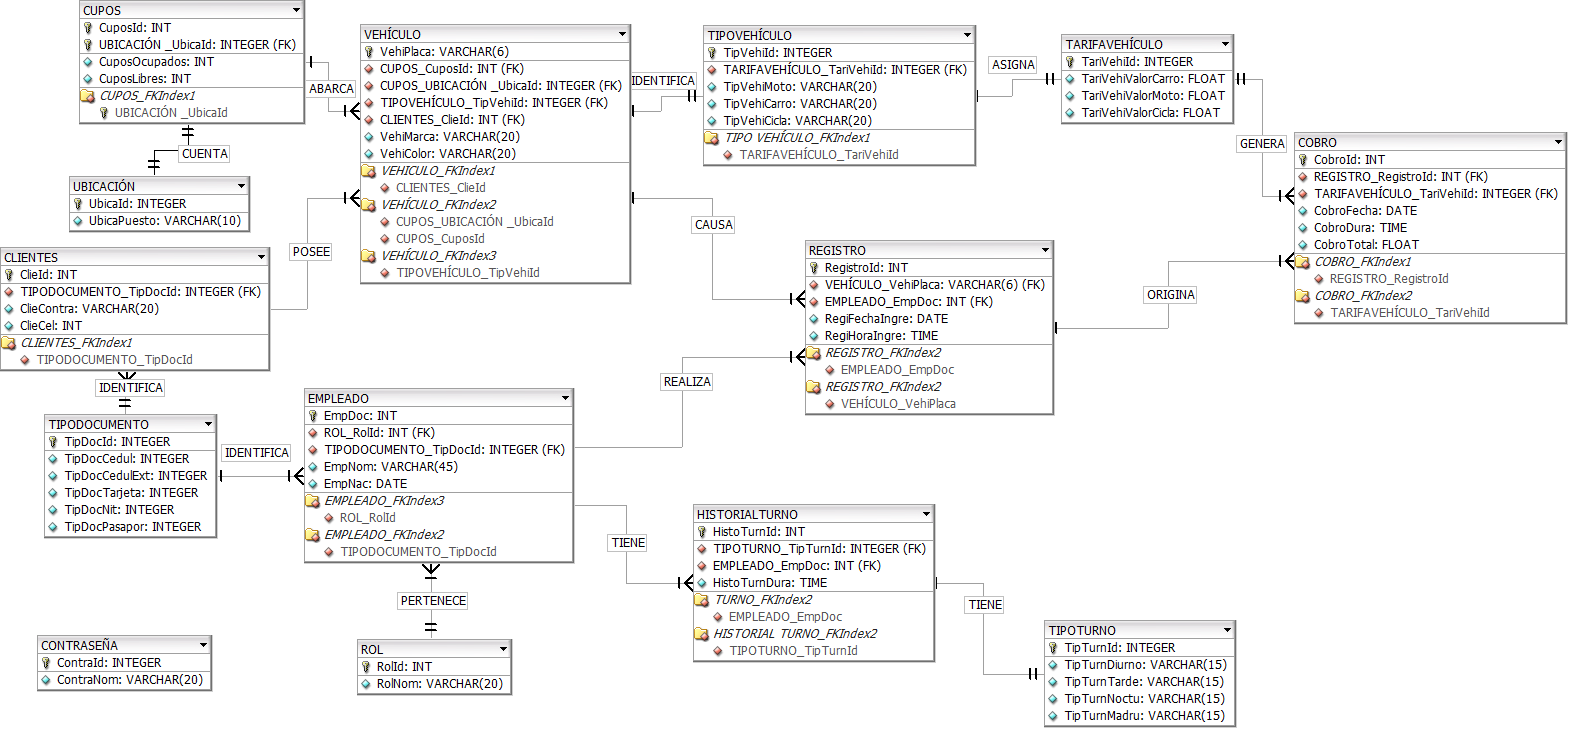 CUPOS
CuposId: INT
UBICACIÓN _UbicaId: INTEGER (FK)
CuposOcupados: INT
CuposLibres: INT
CUPOS_FKIndex1
UBICACIÓN _UbicaId
CUENTA
UBICACIÓN
UbicaId: INTEGER
UbicaPuesto: VARCHAR(10)
ABARCA
VEHÍCULO
VehiPlaca: VARCHAR(6)
CUPOS_CuposId: INT (FK)
CUPOS_UBICACIÓN _UbicaId: INTEGER (FK)
TIPOVEHÍCULO_TipVehiId: INTEGER (FK)
CLIENTES_ClieId: INT (FK)
VehiMarca: VARCHAR(20)
VehiColor: VARCHAR(20)
VEHICULO_FKIndex1
CLIENTES_ClieId
VEHÍCULO_FKIndex2
CUPOS_UBICACIÓN _UbicaId
CUPOS_CuposId
VEHÍCULO_FKIndex3
TIPOVEHÍCULO_TipVehiId
IDENTIFICA
TIPOVEHÍCULO
TipVehiId: INTEGER
TARIFAVEHÍCULO_TariVehiId: INTEGER (FK)
TipVehiMoto: VARCHAR(20)
TipVehiCarro: VARCHAR(20)
TipVehiCicla: VARCHAR(20)
TIPO VEHÍCULO_FKIndex1
TARIFAVEHÍCULO_TariVehiId
ASIGNA
TARIFAVEHÍCULO
TariVehiId: INTEGER
TariVehiValorCarro: FLOAT
TariVehiValorMoto: FLOAT
TariVehiValorCicla: FLOAT
GENERA
COBRO
CobroId: INT
REGISTRO_RegistroId: INT (FK)
TARIFAVEHÍCULO_TariVehiId: INTEGER (FK)
CobroFecha: DATE
CobroDura: TIME
CobroTotal: FLOAT
COBRO_FKIndex1
REGISTRO_RegistroId
COBRO_FKIndex2
TARIFAVEHÍCULO_TariVehiId
POSEE
CAUSA
ORIGINA
CLIENTES
ClieId: INT
TIPODOCUMENTO_TipDocId: INTEGER (FK)
ClieContra: VARCHAR(20)
ClieCel: INT
CLIENTES_FKIndex1
TIPODOCUMENTO_TipDocId
REGISTRO
RegistroId: INT
VEHÍCULO_VehiPlaca: VARCHAR(6) (FK)
EMPLEADO_EmpDoc: INT (FK)
RegiFechaIngre: DATE
RegiHoraIngre: TIME
REGISTRO_FKIndex2
EMPLEADO_EmpDoc
REGISTRO_FKIndex2
VEHÍCULO_VehiPlaca
IDENTIFICA
REALIZA
TIPODOCUMENTO
TipDocId: INTEGER
TipDocCedul: INTEGER
TipDocCedulExt: INTEGER
TipDocTarjeta: INTEGER
TipDocNit: INTEGER
TipDocPasapor: INTEGER
IDENTIFICA
EMPLEADO
EmpDoc: INT
ROL_RolId: INT (FK)
TIPODOCUMENTO_TipDocId: INTEGER (FK)
EmpNom: VARCHAR(45)
EmpNac: DATE
EMPLEADO_FKIndex3
ROL_RolId
EMPLEADO_FKIndex2
TIPODOCUMENTO_TipDocId
TIENE
HISTORIALTURNO
HistoTurnId: INT
TIPOTURNO_TipTurnId: INTEGER (FK)
EMPLEADO_EmpDoc: INT (FK)
HistoTurnDura: TIME
TURNO_FKIndex2
EMPLEADO_EmpDoc
HISTORIAL TURNO_FKIndex2
TIPOTURNO_TipTurnId
TIENE
PERTENECE
CONTRASEÑA
ContraId: INTEGER
ContraNom: VARCHAR(20)
ROL
RolId: INT
RolNom: VARCHAR(20)
TIPOTURNO
TipTurnId: INTEGER
TipTurnDiurno: VARCHAR(15)
TipTurnTarde: VARCHAR(15)
TipTurnNoctu: VARCHAR(15)
TipTurnMadru: VARCHAR(15)